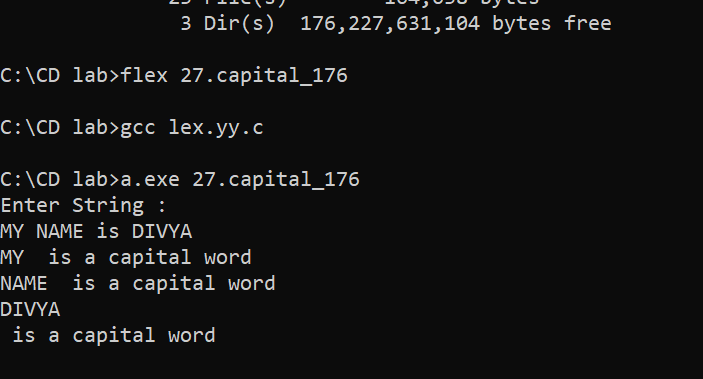 3 Dir(s)  176,227,631,104 bytes free
C:\CD lab>flex 27.capital_176
C:\CD lab>gcc lex.yy.c
C:\CD lab>a.exe 27.capital_176
Enter String :
MY NAME is DIVYA
MY  is a capital word
NAME  is a capital word
DIVYA
 is a capital word